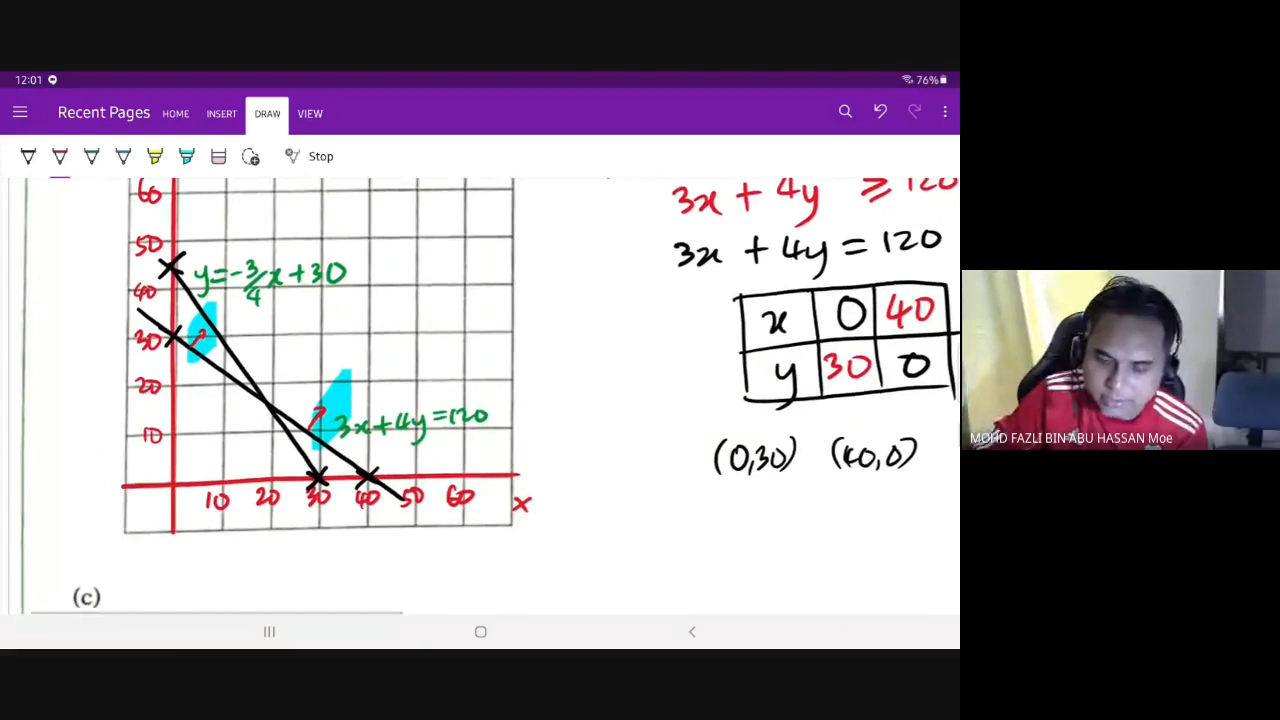 12:01
76%
Recent Pages HOME INSERT DRAW VIEW
Stop
60
50
40
30
20
10
y=-3/4x+30
3x+4y=120
10 20 30 40 50 60 x
3x + 4y ≥ 120
3x + 4y = 120
x 0 40
y 30 0
(0,30) (40,0)
(c)
MOHD FAZLI BIN ABU HASSAN Moe